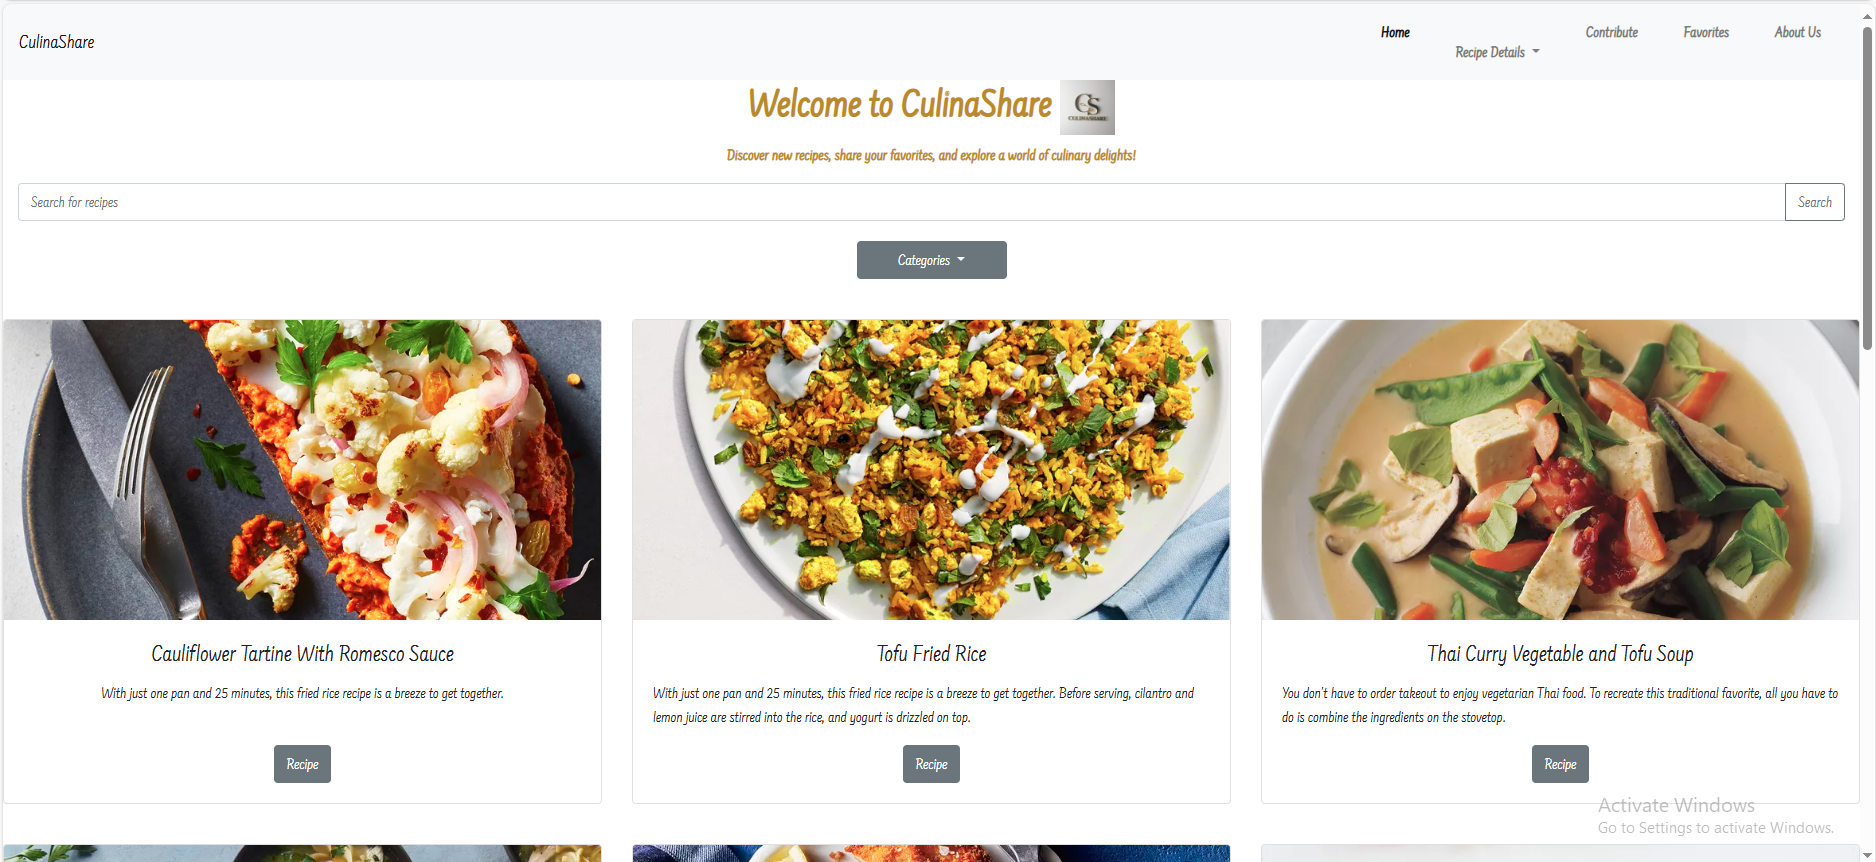 CulinaShare
Home
Recipe Details
Contribute
Favorites
About Us
Welcome to CulinaShare
CS
CULINASHARE
Discover new recipes, share your favorites, and explore a world of culinary delights!
Search for recipes
Search
Categories
Cauliflower Tartine With Romesco Sauce
With just one pan and 25 minutes, this fried rice recipe is a breeze to get together.
Recipe
Tofu Fried Rice
With just one pan and 25 minutes, this fried rice recipe is a breeze to get together. Before serving, cilantro and
lemon juice are stirred into the rice, and yogurt is drizzled on top.
Recipe
Thai Curry Vegetable and Tofu Soup
You don't have to order takeout to enjoy vegetarian Thai food. To recreate this traditional favorite, all you have to
do is combine the ingredients on the stovetop.
Recipe
Activate Windows
Go to Settings to activate Windows.